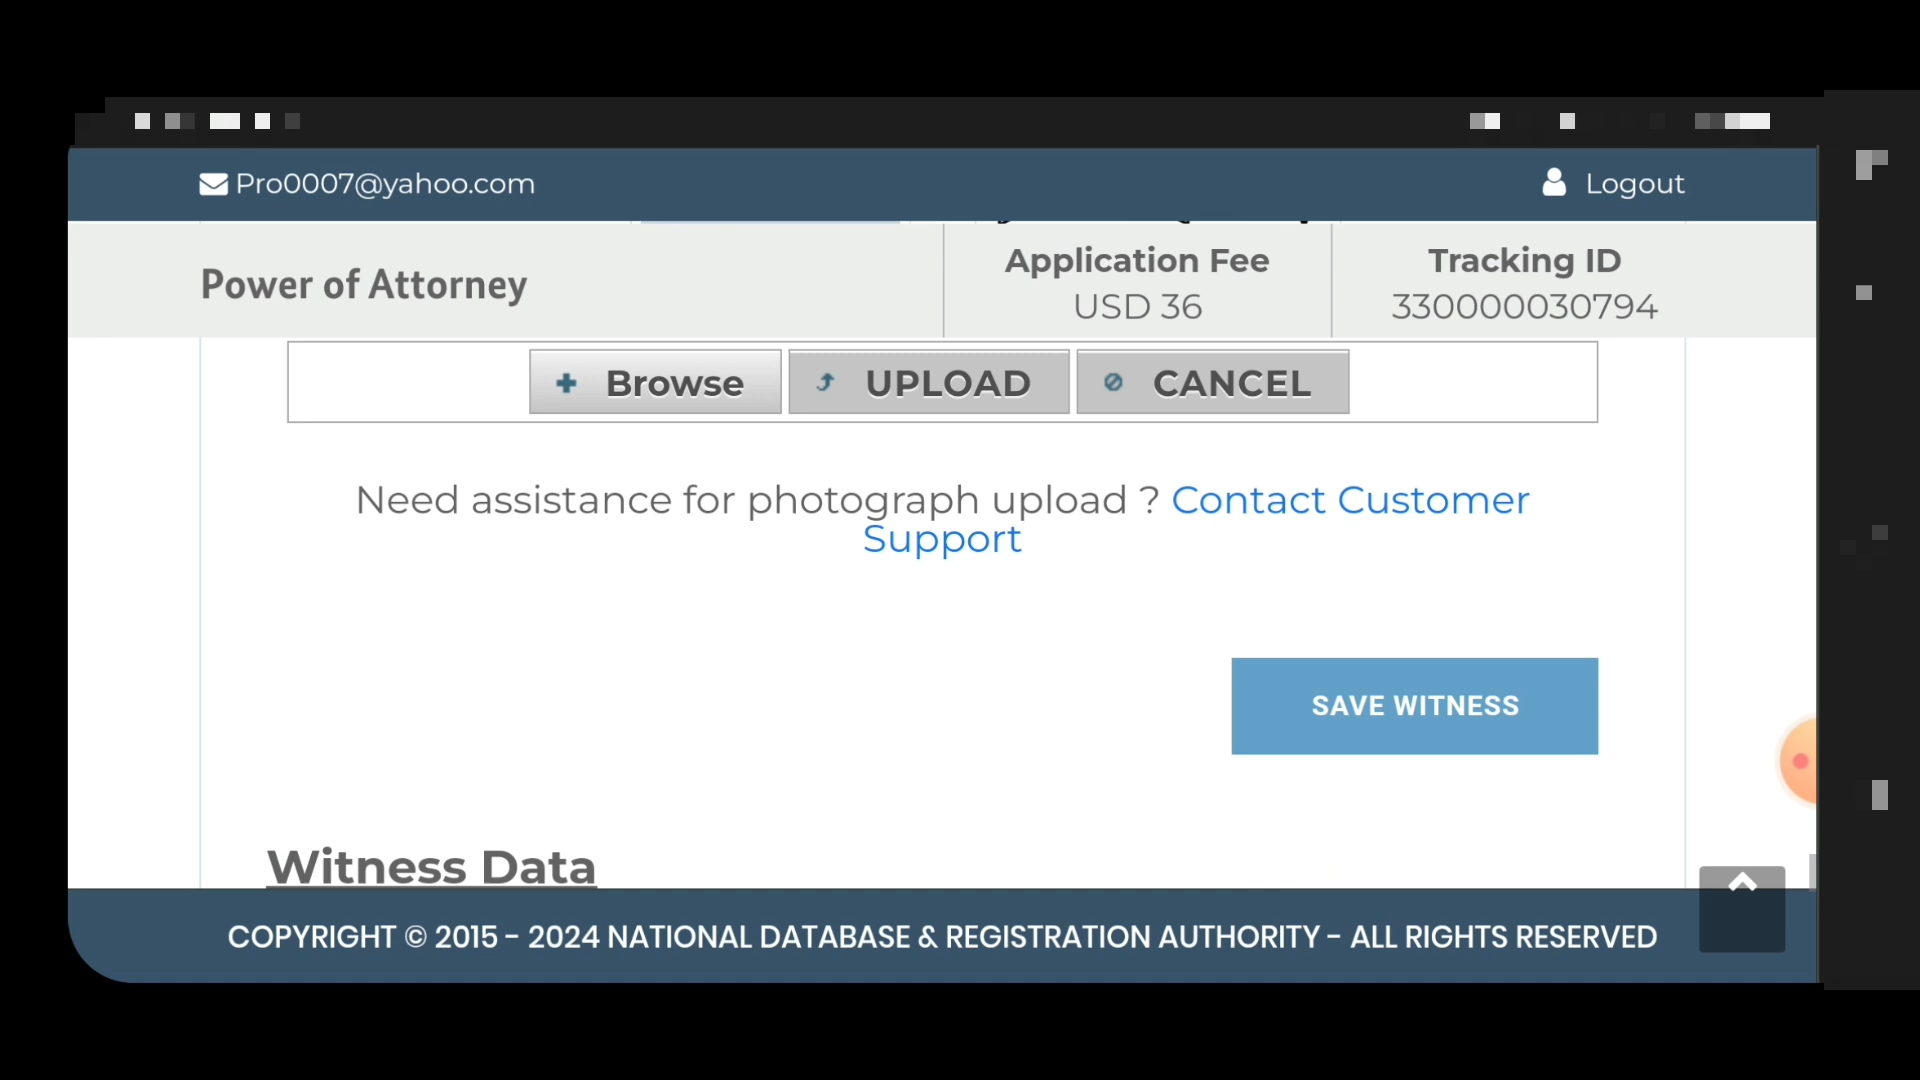 Pro0007@yahoo.com
Logout
Power of Attorney
Application Fee
USD 36
Tracking ID
330000030794
Browse
UPLOAD
CANCEL
Need assistance for photograph upload ? Contact Customer
Support
SAVE WITNESS
Witness Data
COPYRIGHT © 2015 - 2024 NATIONAL DATABASE & REGISTRATION AUTHORITY - ALL RIGHTS RESERVED